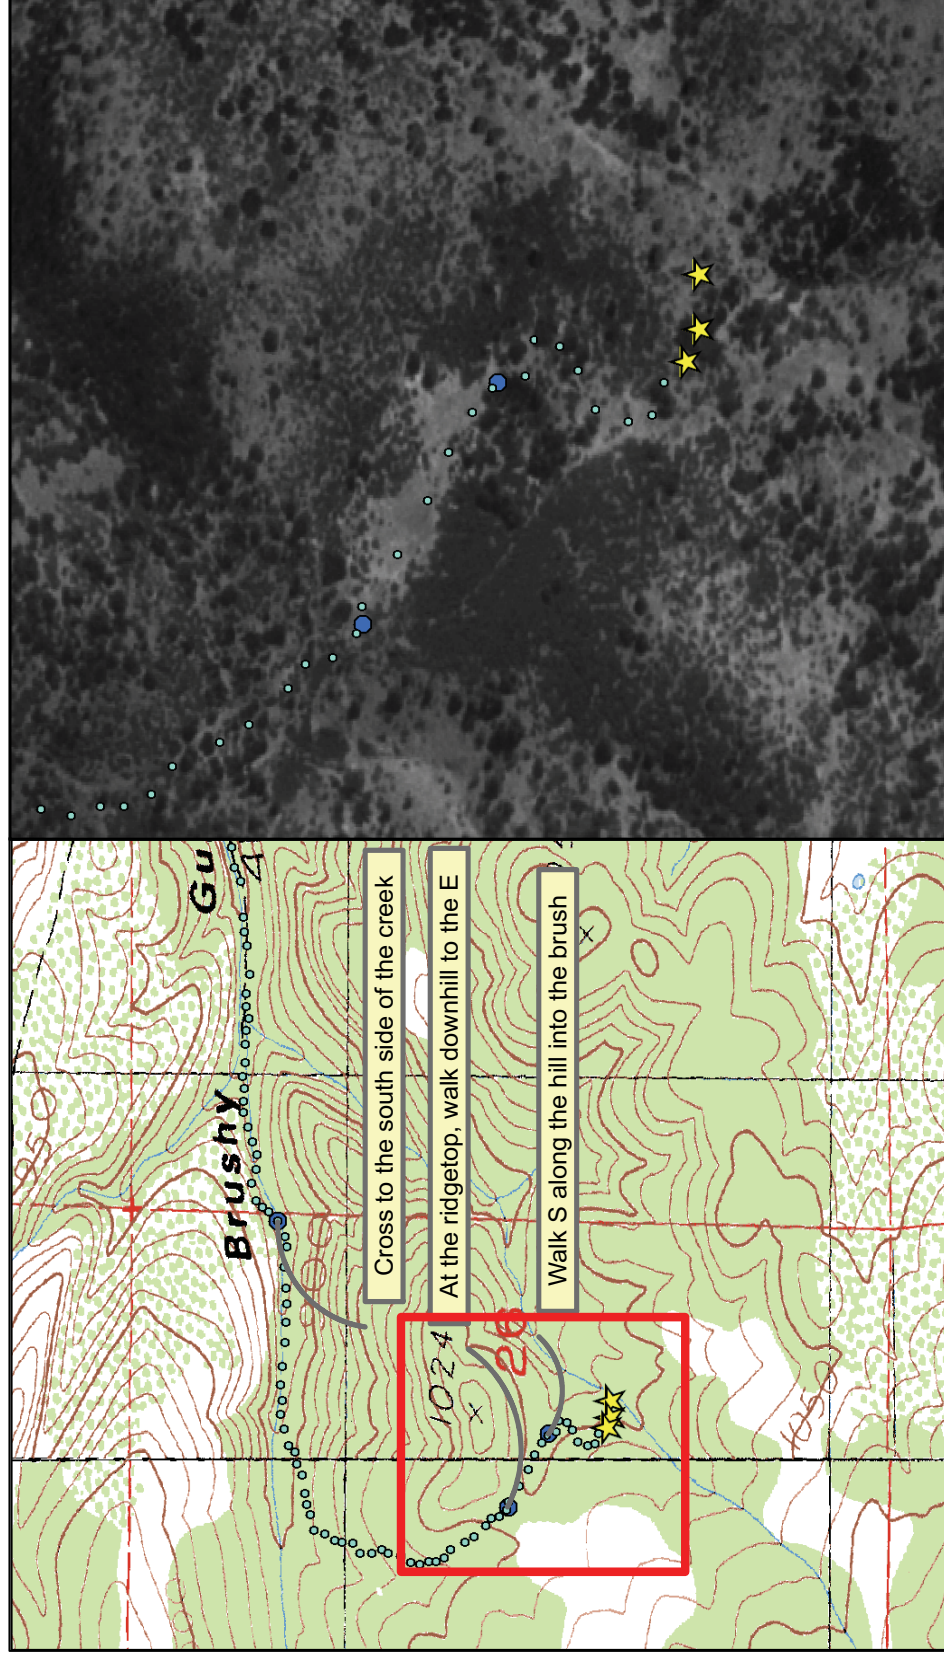 Gu
Brushy
Cross to the south side of the creek
At the ridgetop, walk downhill to the E
Walk S along the hill into the brush
1024
26